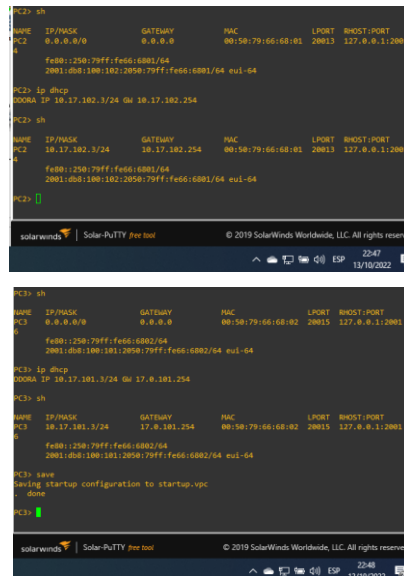 PC2> sh
NAME IP/MASK GATEWAY MAC LPORT RHOST:PORT
PC2 0.0.0.0/0 0.0.0.0 00:50:79:66:68:01 20013 127.0.0.1:200
4
fe80::250:79ff:fe66:6801/64
2001:db8:100:102:2050:79ff:fe66:6801/64 eui-64
PC2> ip dhcp
DDORA IP 10.17.102.3/24 GW 10.17.102.254
PC2> sh
NAME IP/MASK GATEWAY MAC LPORT RHOST:PORT
PC2 10.17.102.3/24 10.17.102.254 00:50:79:66:68:01 20013 127.0.0.1:200
4
fe80::250:79ff:fe66:6801/64
2001:db8:100:102:2050:79ff:fe66:6801/64 eui-64
PC2>
solarwinds Solar-PuTTY free tool © 2019 SolarWinds Worldwide, LLC. All rights reserv
ESP 22:47
13/10/2022
PC3> sh
NAME IP/MASK GATEWAY MAC LPORT RHOST:PORT
PC3 0.0.0.0/0 0.0.0.0 00:50:79:66:68:02 20015 127.0.0.1:2001
6
fe80::250:79ff:fe66:6802/64
2001:db8:100:101:2050:79ff:fe66:6802/64 eui-64
PC3> ip dhcp
DDORA IP 10.17.101.3/24 GW 17.0.101.254
PC3> sh
NAME IP/MASK GATEWAY MAC LPORT RHOST:PORT
PC3 10.17.101.3/24 17.0.101.254 00:50:79:66:68:02 20015 127.0.0.1:2001
6
fe80::250:79ff:fe66:6802/64
2001:db8:100:101:2050:79ff:fe66:6802/64 eui-64
PC3> save
Saving startup configuration to startup.vpc
. done
PC3>
solarwinds Solar-PuTTY free tool © 2019 SolarWinds Worldwide, LLC. All rights reserve
ESP 22:48
13/10/2022